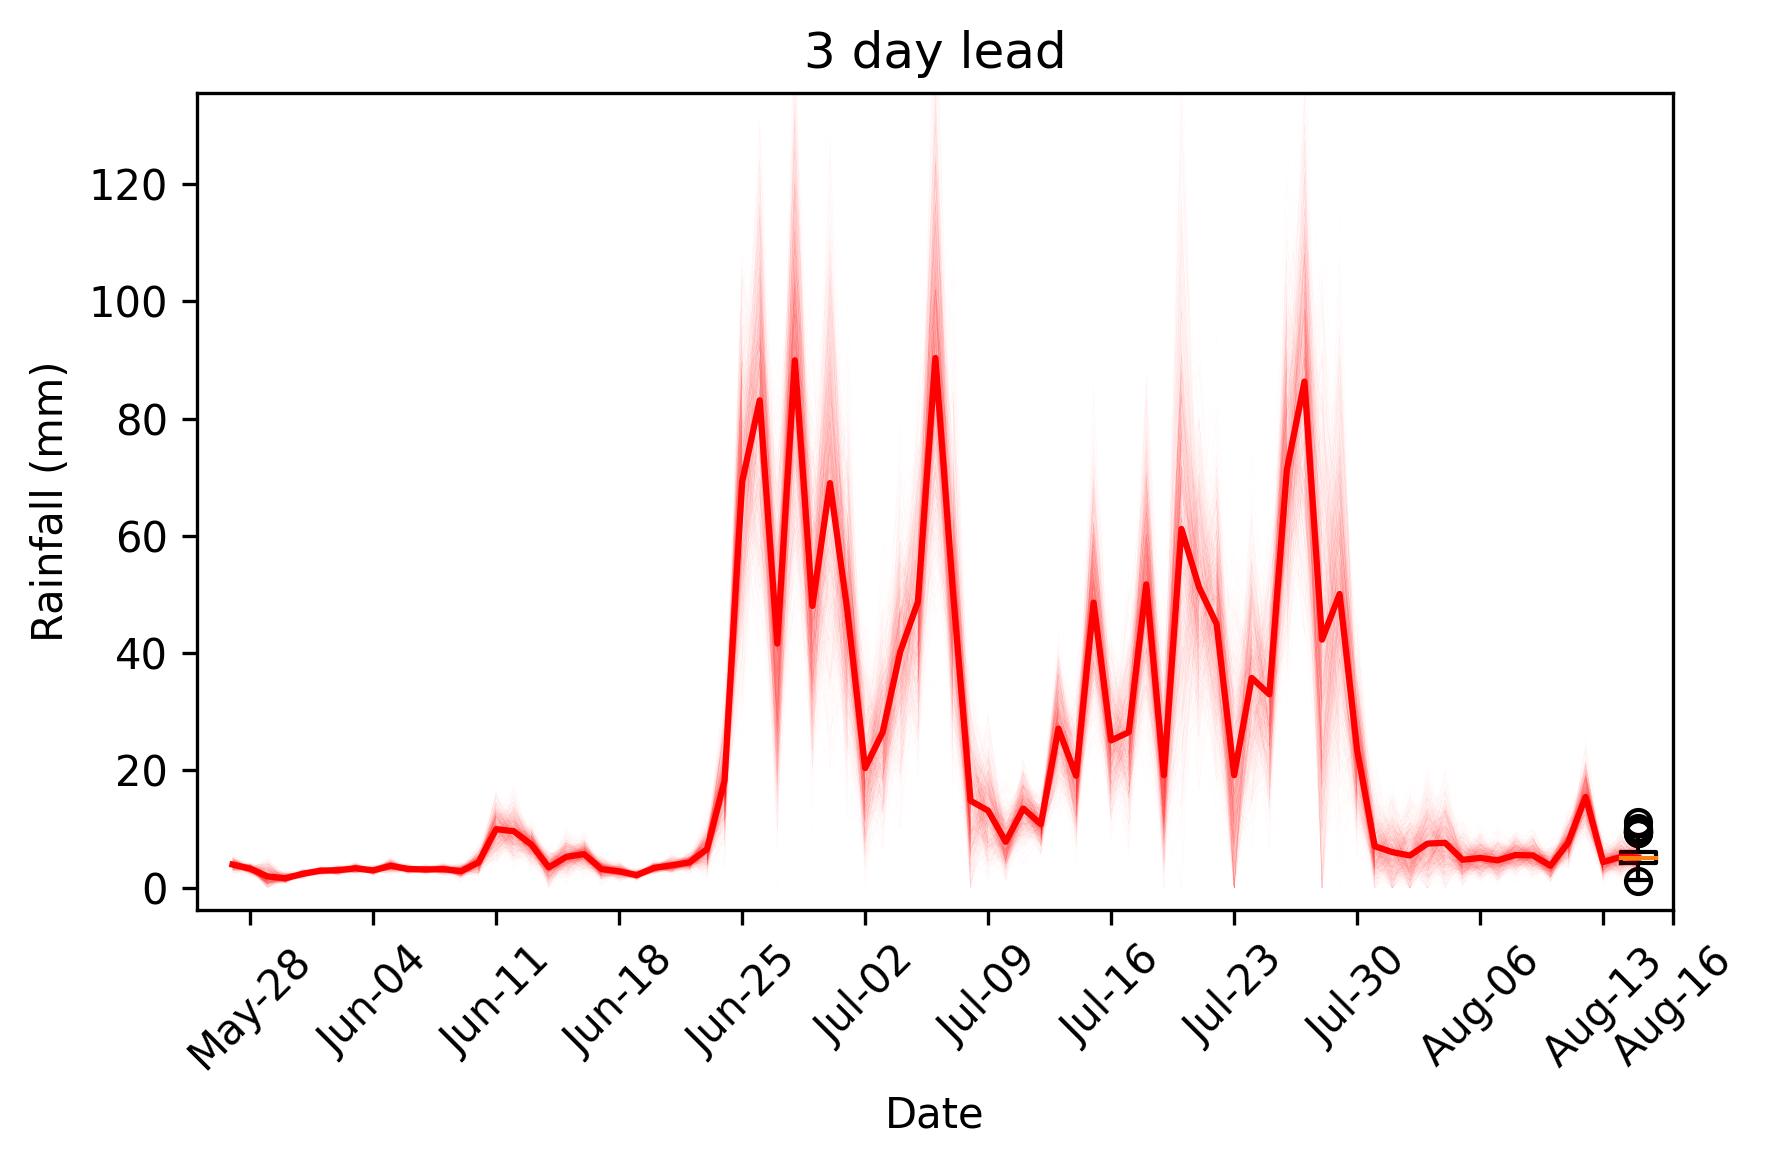 3 day lead
Rainfall (mm)
120
100
80
60
40
20
0
May-28
Jun-04
Jun-11
Jun-18
Jun-25
Jul-02
Jul-09
Jul-16
Jul-23
Jul-30
Aug-06
Aug-13
Aug-16
Date